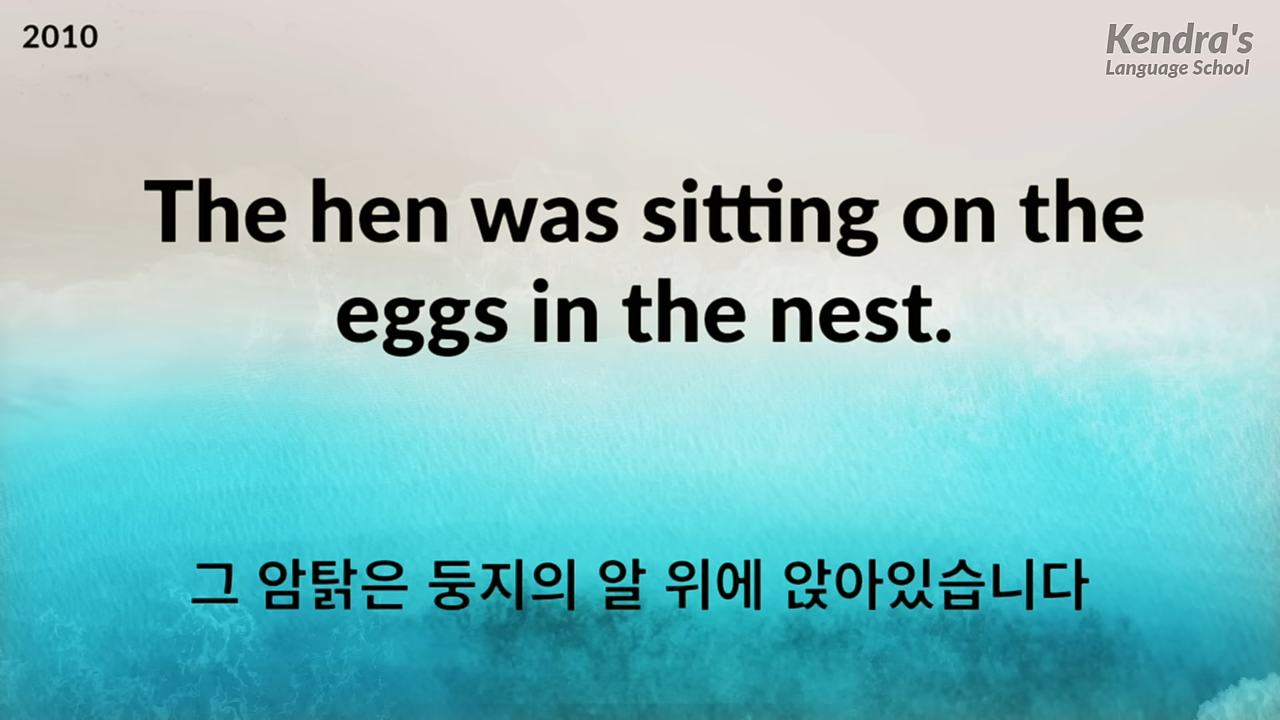 2010
Kendra's
Language School
The hen was sitting on the
eggs in the nest.
그 암탉은 둥지의 알 위에 앉아있습니다